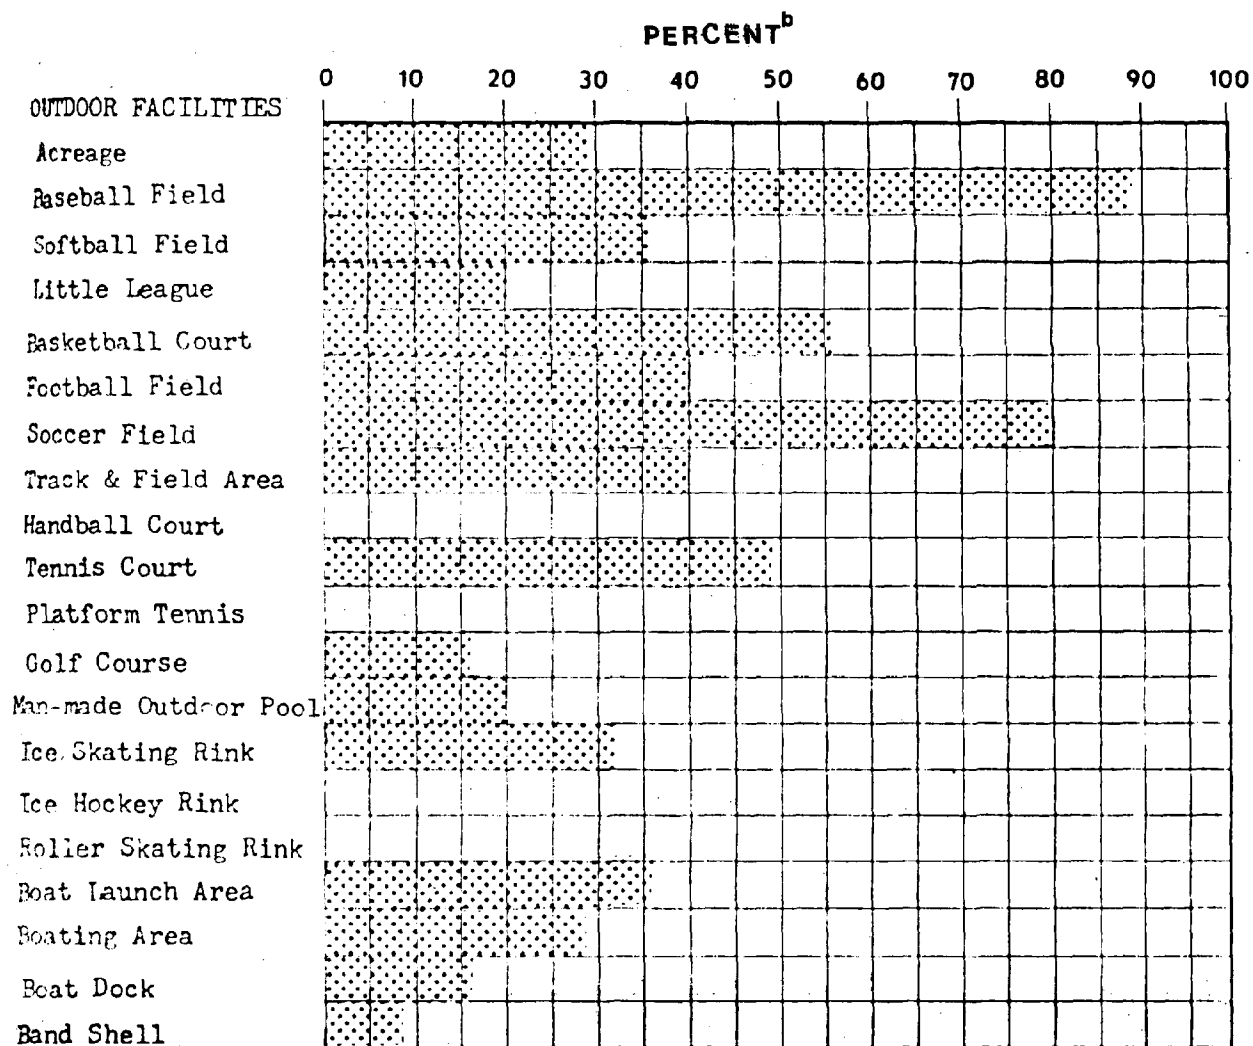 PERCENTb
0 10 20 30 40 50 60 70 80 90 100
OUTDOOR FACILITIES
Acreage
Baseball Field
Softball Field
Little League
Basketball Court
Football Field
Soccer Field
Track & Field Area
Handball Court
Tennis Court
Platform Tennis
Golf Course
Man-made Outdoor Pool
Ice Skating Rink
Ice Hockey Rink
Roller Skating Rink
Boat Launch Area
Boating Area
Boat Dock
Band Shell